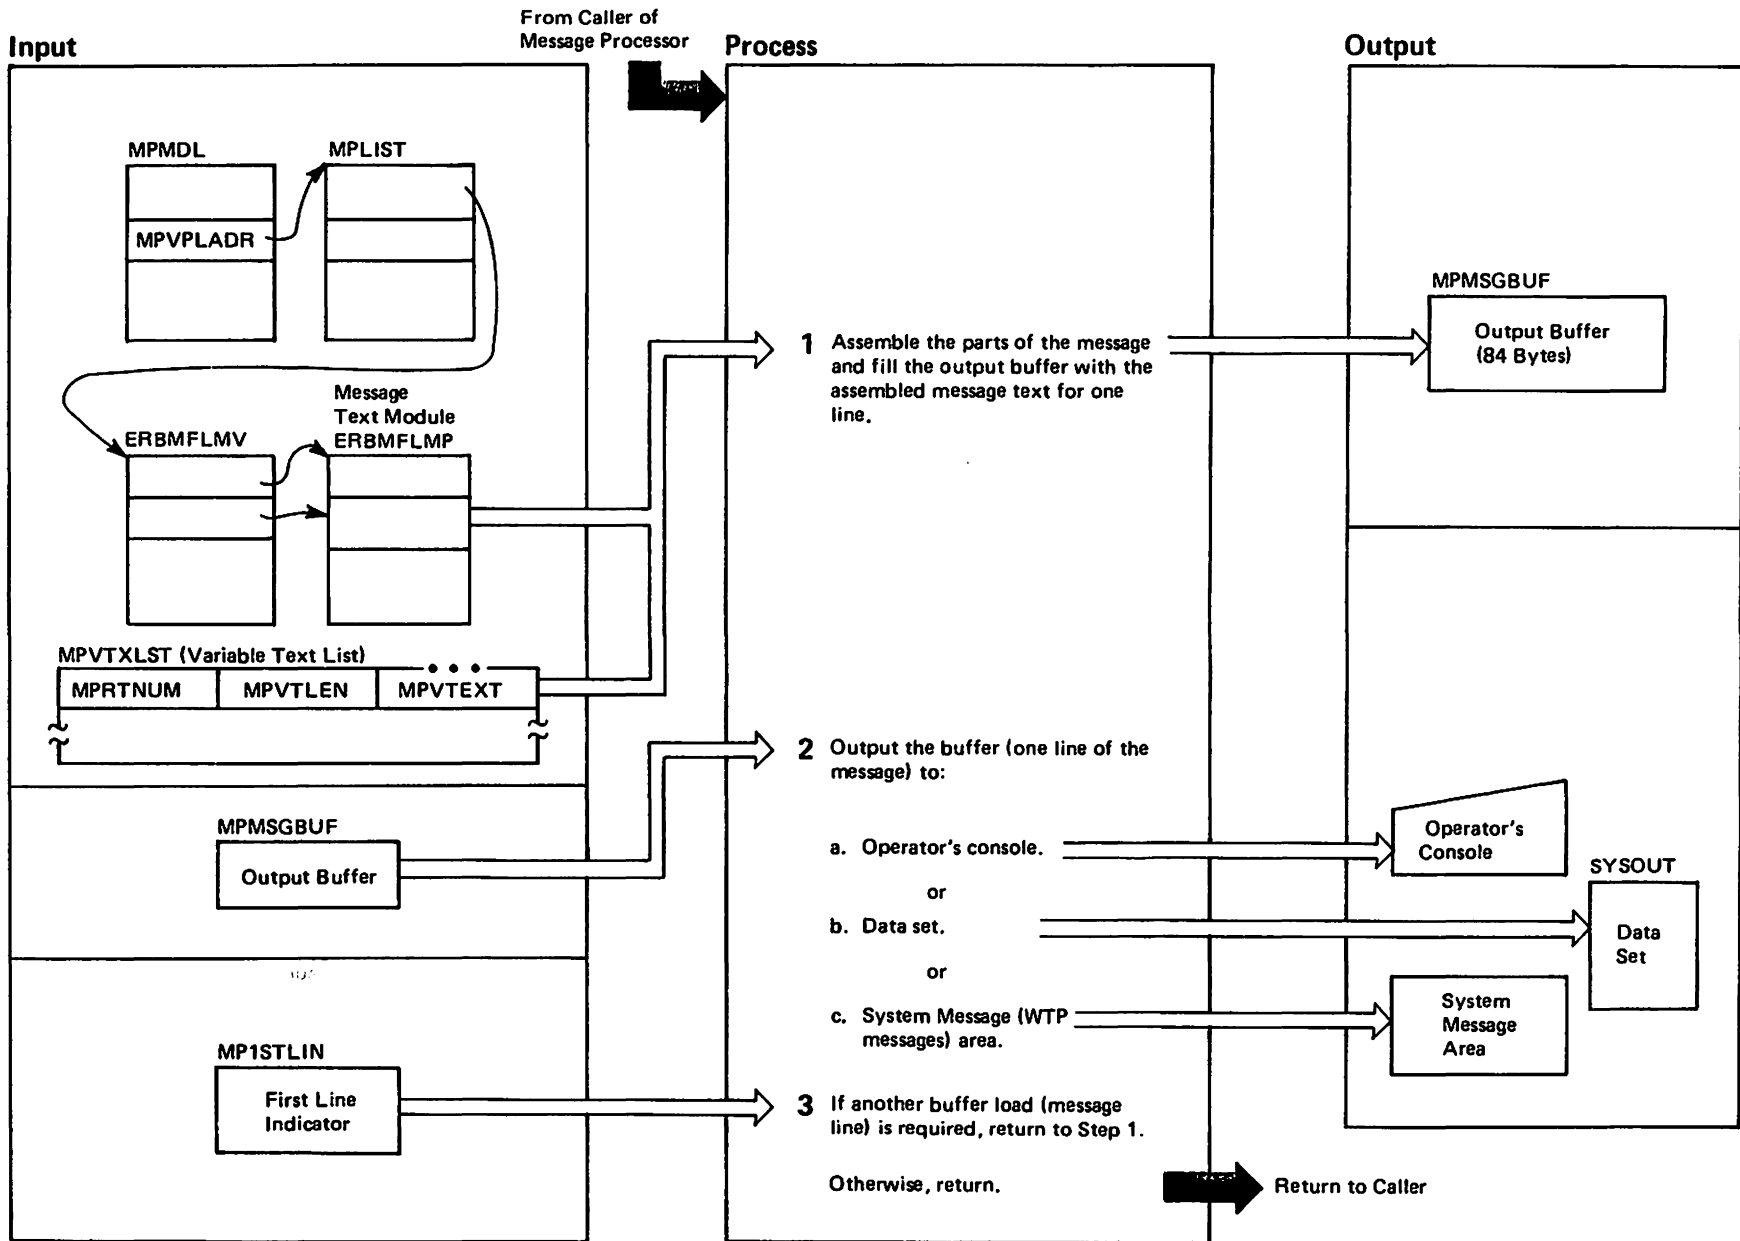 From Caller of
Message Processor
Input
Process
Output
MPMDL
MPLIST
MPVPLADR
Message
Text Module
ERBMFLMV
ERBMFLMP
MPVTXLST (Variable Text List)
MPRTNUM
MPVTLEN
MPVTEXT
MPMSGBUF
Output Buffer
MP1STLIN
First Line
Indicator
1 Assemble the parts of the message
and fill the output buffer with the
assembled message text for one
line.
2 Output the buffer (one line of the
message) to:
a. Operator's console.
or
b. Data set.
or
c. System Message (WTP
messages) area.
3 If another buffer load (message
line) is required, return to Step 1.
Otherwise, return.
MPMSGBUF
Output Buffer
(84 Bytes)
Operator's
Console
SYSOUT
Data
Set
System
Message
Area
Return to Caller